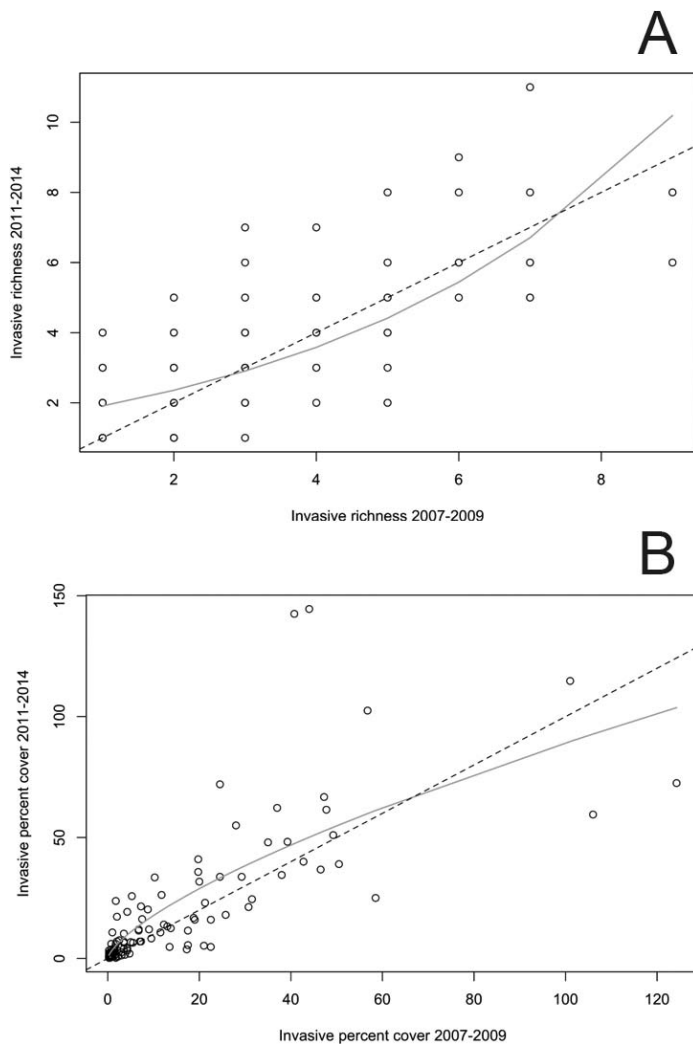 A
10
8
6
4
2
Invasive richness 2011-2014
2 4 6 8
Invasive richness 2007-2009
B
150
100
50
0
Invasive percent cover 2011-2014
0 20 40 60 80 100 120
Invasive percent cover 2007-2009